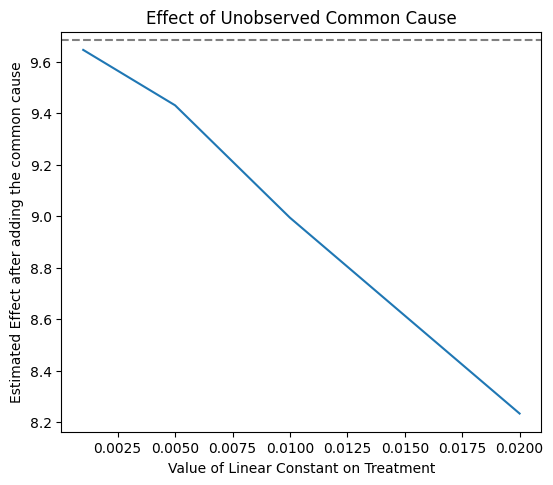 Effect of Unobserved Common Cause
Estimated Effect after adding the common cause
9.6
9.4
9.2
9.0
8.8
8.6
8.4
8.2
0.0025 0.0050 0.0075 0.0100 0.0125 0.0150 0.0175 0.0200
Value of Linear Constant on Treatment